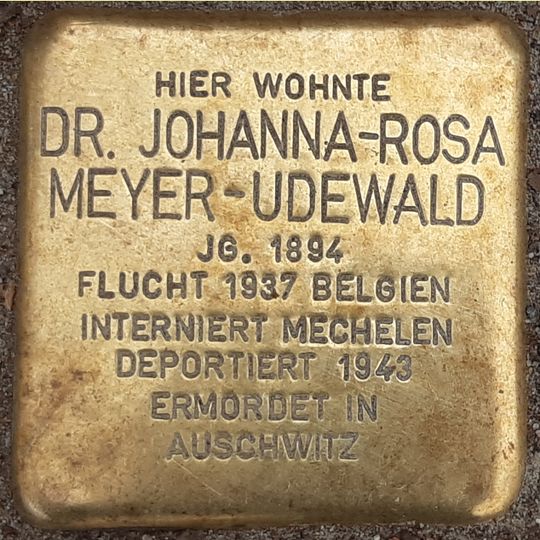 HIER WOHNTE
DR. JOHANNA-ROSA
MEYER-UDEWALD
JG. 1894
FLUCHT 1937 BELGIEN
INTERNIERT MECHELEN
DEPORTIERT 1943
ERMORDET IN
AUSCHWITZ